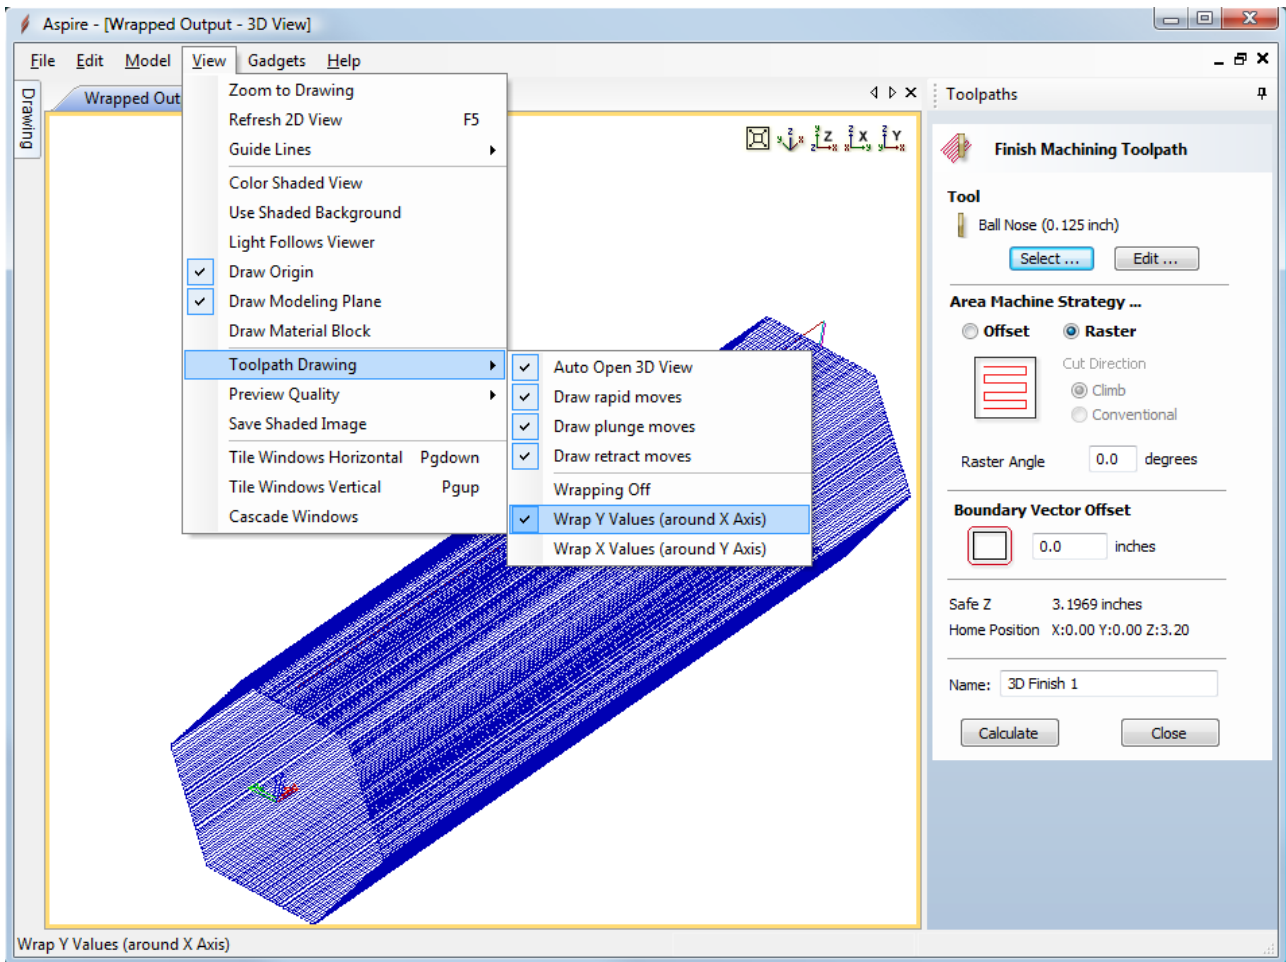 Aspire - [Wrapped Output - 3D View]
File Edit Model View Gadgets Help
Drawing
Wrapped Out
Zoom to Drawing
Refresh 2D View F5
Guide Lines
Color Shaded View
Use Shaded Background
Light Follows Viewer
Draw Origin
Draw Modeling Plane
Draw Material Block
Toolpath Drawing
Preview Quality
Save Shaded Image
Tile Windows Horizontal Pgdown
Tile Windows Vertical Pgup
Cascade Windows
Auto Open 3D View
Draw rapid moves
Draw plunge moves
Draw retract moves
Wrapping Off
Wrap Y Values (around X Axis)
Wrap X Values (around Y Axis)
Toolpaths
Finish Machining Toolpath
Tool
Ball Nose (0.125 inch)
Select ... Edit ...
Area Machine Strategy ...
Offset Raster
Cut Direction
Climb
Conventional
Raster Angle 0.0 degrees
Boundary Vector Offset
0.0 inches
Safe Z 3.1969 inches
Home Position X:0.00 Y:0.00 Z:3.20
Name: 3D Finish 1
Calculate Close
Wrap Y Values (around X Axis)